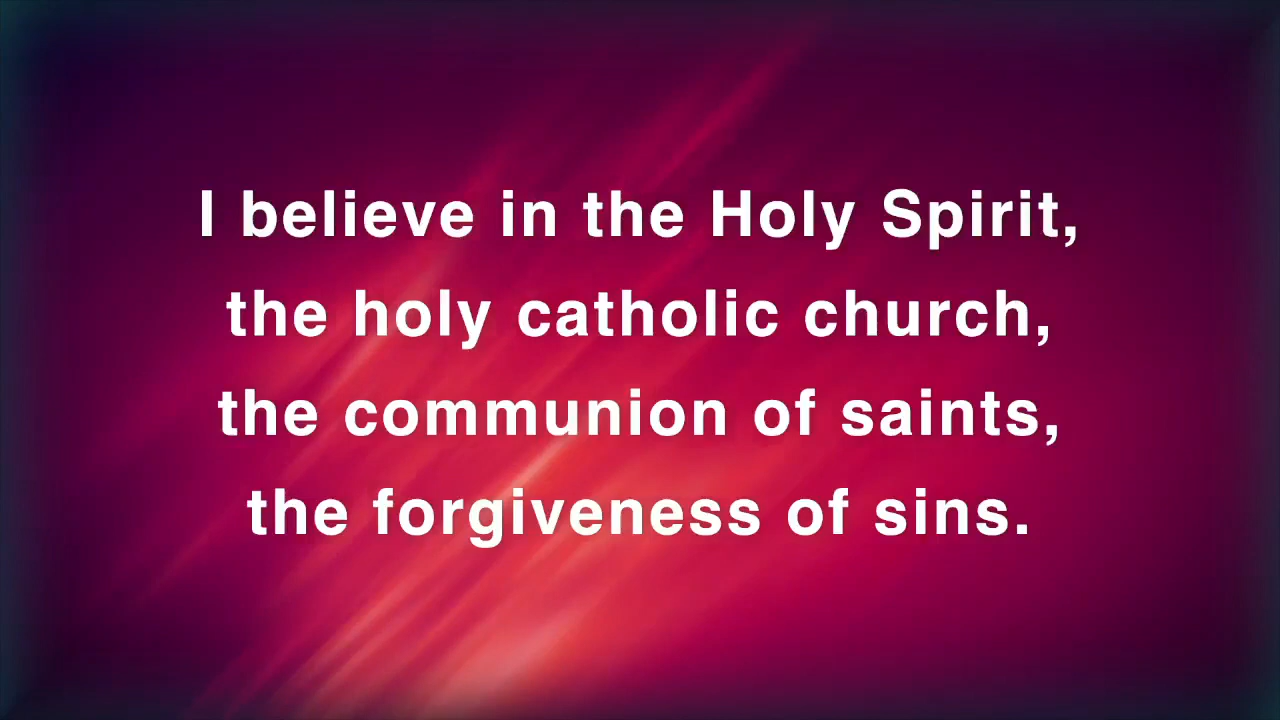 I believe in the Holy Spirit,
the holy catholic church,
the communion of saints,
the forgiveness of sins.